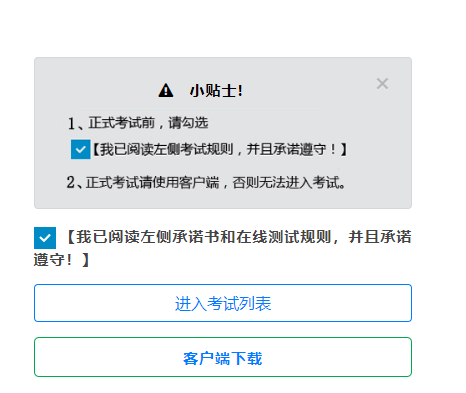 小贴士!
1、正式考试前，请勾选
【我已阅读左侧考试规则，并且承诺遵守！】
2、正式考试请使用客户端，否则无法进入考试。
【我已阅读左侧承诺书和在线测试规则，并且承诺
遵守！】
进入考试列表
客户端下载